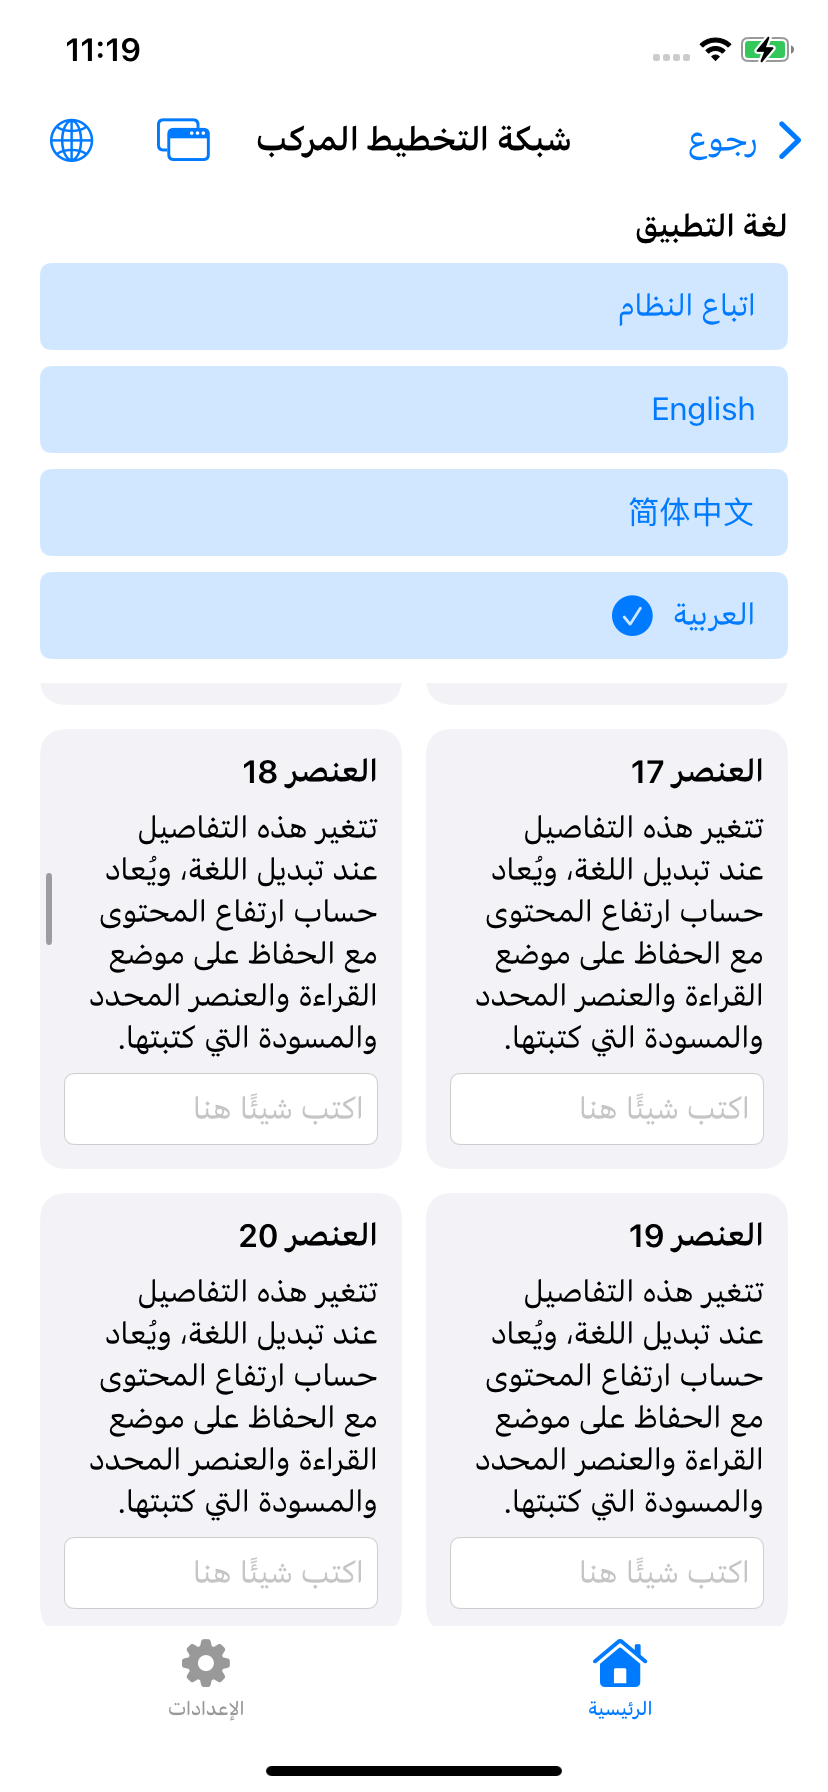 11:19
رجوع
شبكة التخطيط المركب
لغة التطبيق
اتباع النظام
English
简体中文
العربية
العنصر 17
تتغير هذه التفاصيل
عند تبديل اللغة، ويُعاد
حساب ارتفاع المحتوى
مع الحفاظ على موضع
القراءة والعنصر المحدد
والمسودة التي كتبتها.
اكتب شيئًا هنا
العنصر 18
تتغير هذه التفاصيل
عند تبديل اللغة، ويُعاد
حساب ارتفاع المحتوى
مع الحفاظ على موضع
القراءة والعنصر المحدد
والمسودة التي كتبتها.
اكتب شيئًا هنا
العنصر 19
تتغير هذه التفاصيل
عند تبديل اللغة، ويُعاد
حساب ارتفاع المحتوى
مع الحفاظ على موضع
القراءة والعنصر المحدد
والمسودة التي كتبتها.
اكتب شيئًا هنا
العنصر 20
تتغير هذه التفاصيل
عند تبديل اللغة، ويُعاد
حساب ارتفاع المحتوى
مع الحفاظ على موضع
القراءة والعنصر المحدد
والمسودة التي كتبتها.
اكتب شيئًا هنا
الرئيسية
الإعدادات